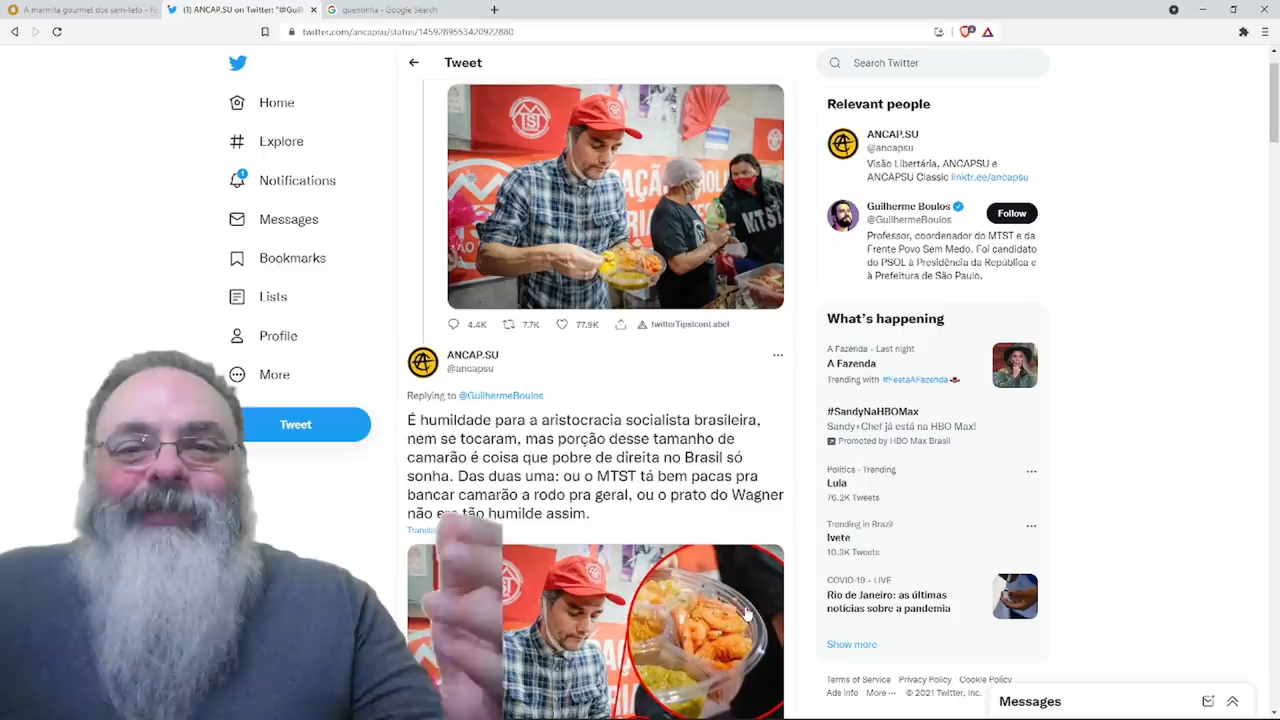 A marmita gourmet dos sem-teto - R
(1) ANCAP.SU on Twitter: "@Guil
quentinha - Google Search
twitter.com/ancapsu/status/1459289553420922880
Home
Explore
Notifications
Messages
Bookmarks
Lists
Profile
More
Tweet
Tweet
MTST
MTST
4.4K
7.7K
77.9K
twitterTipsIconLabel
ANCAP.SU
@ancapsu
Replying to @GuilhermeBoulos
É humildade para a aristocracia socialista brasileira,
nem se tocaram, mas porção desse tamanho de
camarão é coisa que pobre de direita no Brasil só
sonha. Das duas uma: ou o MTST tá bem pacas pra
bancar camarão a rodo pra geral, ou o prato do Wagner
não era tão humilde assim.
Search Twitter
Relevant people
ANCAP.SU
@ancapsu
Visão Libertária, ANCAPSU e
ANCAPSU Classic linktr.ee/ancapsu
Guilherme Boulos
@GuilhermeBoulos
Follow
Professor, coordenador do MTST e da
Frente Povo Sem Medo. Foi candidato
do PSOL à Presidência da República e
à Prefeitura de São Paulo.
What's happening
A Fazenda · Last night
A Fazenda
Trending with #FestaAFazenda
#SandyNaHBOMax
Sandy+Chef já está na HBO Max!
Promoted by HBO Max Brasil
Politics · Trending
Lula
76.2K Tweets
Trending in Brazil
Ivete
10.3K Tweets
COVID-19 · LIVE
Rio de Janeiro: as últimas
notícias sobre a pandemia
Show more
Terms of Service Privacy Policy Cookie Policy
Ads Info More ··· © 2021 Twitter, Inc.
Messages